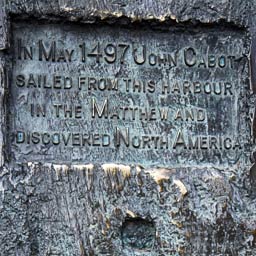 In May 1497 John Cabot
sailed from this harbour
in the Matthew and
discovered North America